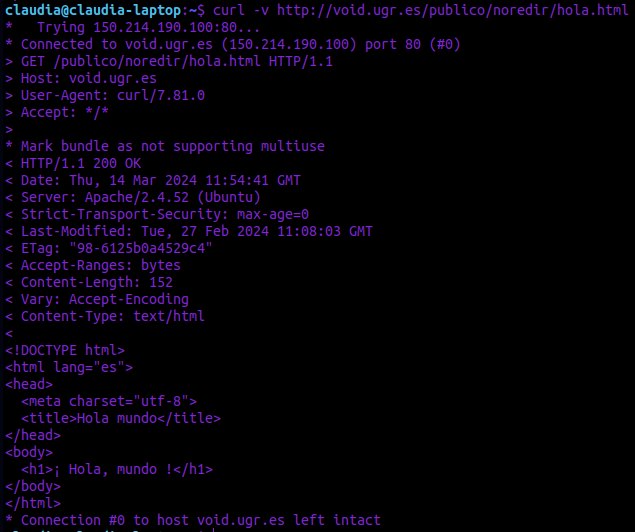 claudia@claudia-laptop:~$ curl -v http://void.ugr.es/publico/noredir/hola.html
*   Trying 150.214.190.100:80...
* Connected to void.ugr.es (150.214.190.100) port 80 (#0)
> GET /publico/noredir/hola.html HTTP/1.1
> Host: void.ugr.es
> User-Agent: curl/7.81.0
> Accept: */*
>
* Mark bundle as not supporting multiuse
< HTTP/1.1 200 OK
< Date: Thu, 14 Mar 2024 11:54:41 GMT
< Server: Apache/2.4.52 (Ubuntu)
< Strict-Transport-Security: max-age=0
< Last-Modified: Tue, 27 Feb 2024 11:08:03 GMT
< ETag: "98-6125b0a4529c4"
< Accept-Ranges: bytes
< Content-Length: 152
< Vary: Accept-Encoding
< Content-Type: text/html
<
<!DOCTYPE html>
<html lang="es">
<head>
  <meta charset="utf-8">
  <title>Hola mundo</title>
</head>
<body>
  <h1>¡ Hola, mundo !</h1>
</body>
</html>
* Connection #0 to host void.ugr.es left intact